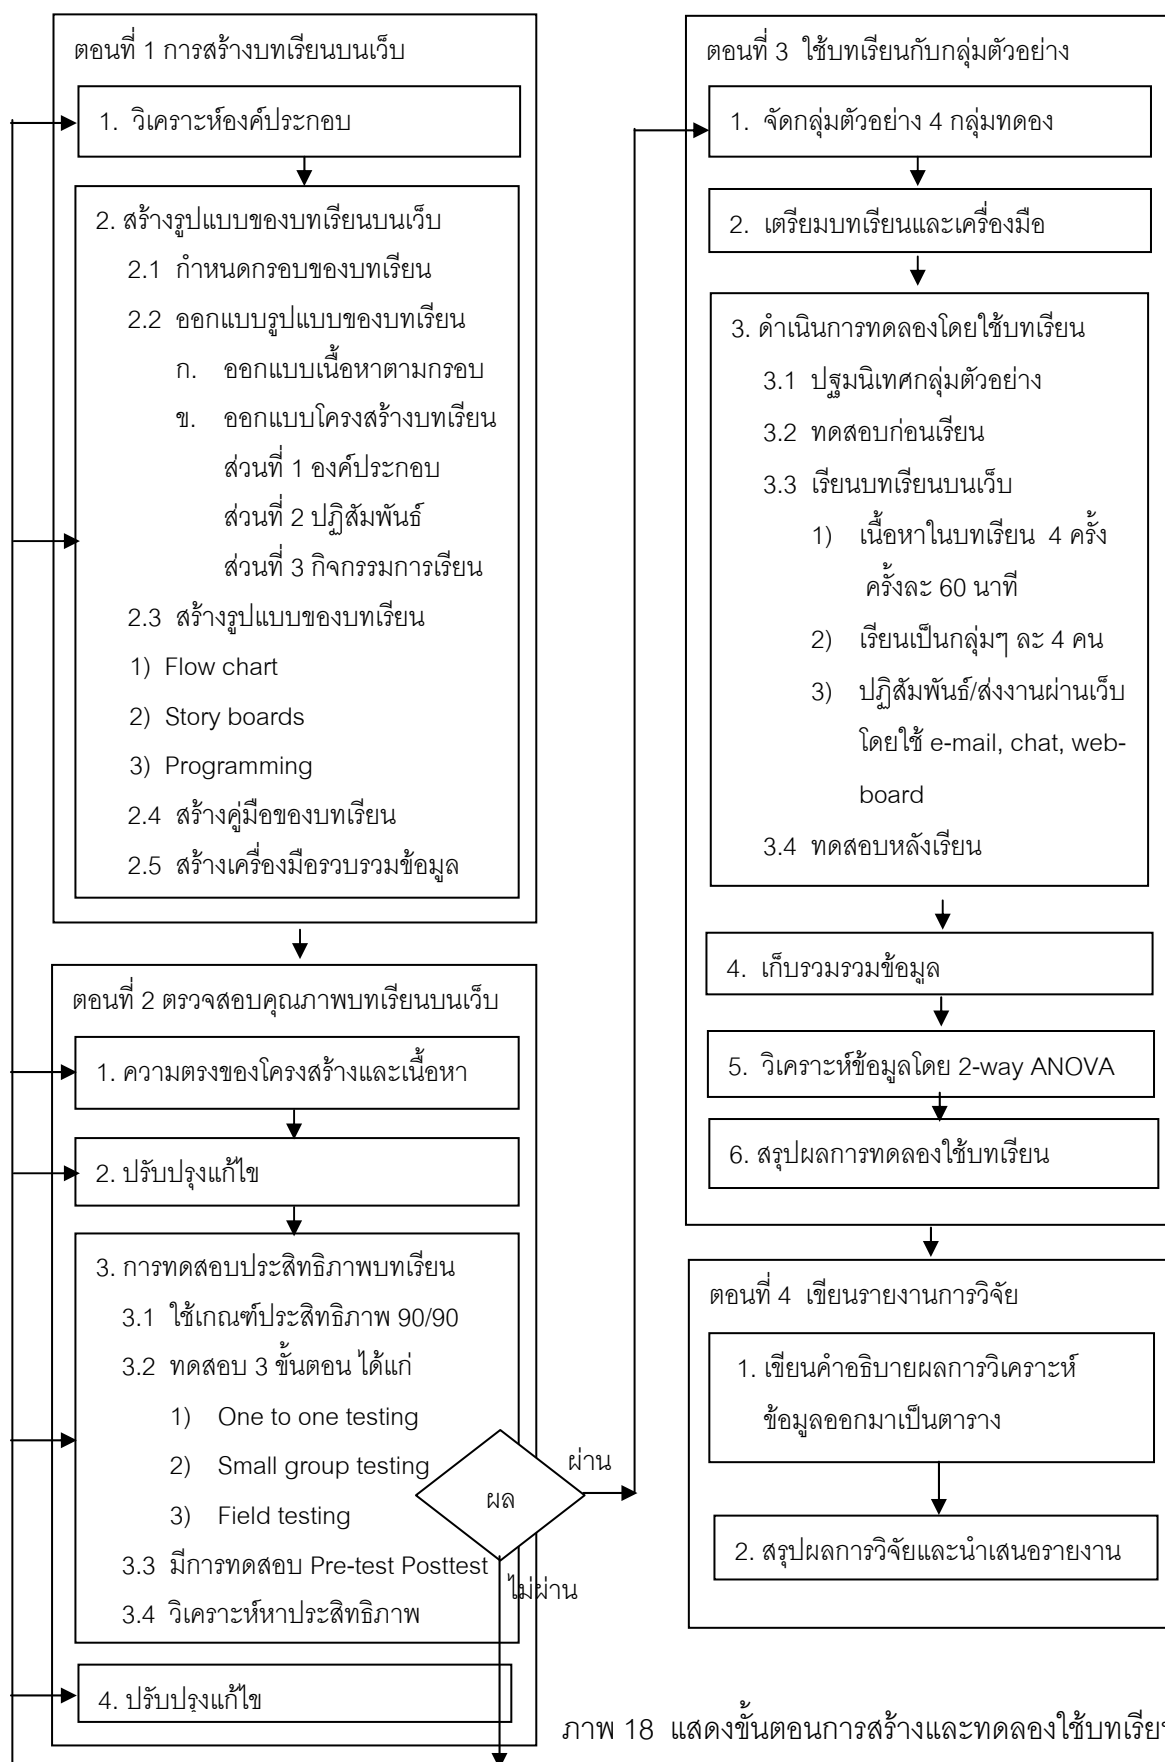 ตอนที่ 1 การสร้างบทเรียนบนเว็บ
1. วิเคราะห์องค์ประกอบ
2. สร้างรูปแบบของบทเรียนบนเว็บ
2.1 กำหนดกรอบของบทเรียน
2.2 ออกแบบรูปแบบของบทเรียน
ก. ออกแบบเนื้อหาตามกรอบ
ข. ออกแบบโครงสร้างบทเรียน
ส่วนที่ 1 องค์ประกอบ
ส่วนที่ 2 ปฏิสัมพันธ์
ส่วนที่ 3 กิจกรรมการเรียน
2.3 สร้างรูปแบบของบทเรียน
1) Flow chart
2) Story boards
3) Programming
2.4 สร้างคู่มือของบทเรียน
2.5 สร้างเครื่องมือรวบรวมข้อมูล
ตอนที่ 2 ตรวจสอบคุณภาพบทเรียนบนเว็บ
1. ความตรงของโครงสร้างและเนื้อหา
2. ปรับปรุงแก้ไข
3. การทดสอบประสิทธิภาพบทเรียน
3.1 ใช้เกณฑ์ประสิทธิภาพ 90/90
3.2 ทดสอบ 3 ขั้นตอน ได้แก่
1) One to one testing
2) Small group testing
3) Field testing
3.3 มีการทดสอบ Pre-test Posttest
3.4 วิเคราะห์หาประสิทธิภาพ
ผล
ผ่าน
ไม่ผ่าน
4. ปรับปรุงแก้ไข
ตอนที่ 3 ใช้บทเรียนกับกลุ่มตัวอย่าง
1. จัดกลุ่มตัวอย่าง 4 กลุ่มทดอง
2. เตรียมบทเรียนและเครื่องมือ
3. ดำเนินการทดลองโดยใช้บทเรียน
3.1 ปฐมนิเทศกลุ่มตัวอย่าง
3.2 ทดสอบก่อนเรียน
3.3 เรียนบทเรียนบนเว็บ
1) เนื้อหาในบทเรียน 4 ครั้ง
ครั้งละ 60 นาที
2) เรียนเป็นกลุ่มๆ ละ 4 คน
3) ปฏิสัมพันธ์/ส่งงานผ่านเว็บ
โดยใช้ e-mail, chat, web-
board
3.4 ทดสอบหลังเรียน
4. เก็บรวมรวมข้อมูล
5. วิเคราะห์ข้อมูลโดย 2-way ANOVA
6. สรุปผลการทดลองใช้บทเรียน
ตอนที่ 4 เขียนรายงานการวิจัย
1. เขียนคำอธิบายผลการวิเคราะห์
ข้อมูลออกมาเป็นตาราง
2. สรุปผลการวิจัยและนำเสนอรายงาน
ภาพ 18 แสดงขั้นตอนการสร้างและทดลองใช้บทเรีย